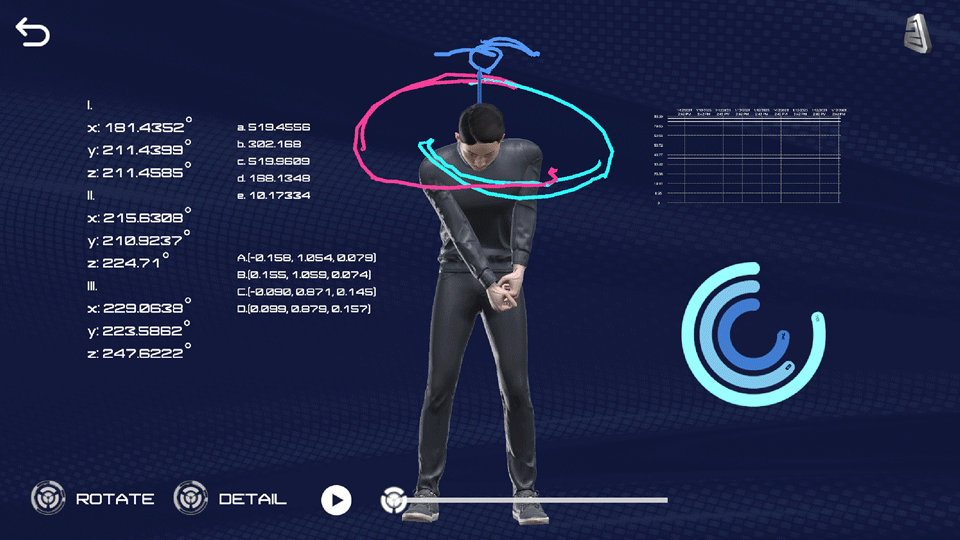 I.
x: 181.4352°
y: 211.4399°
z: 211.4585°
II.
x: 215.6308°
y: 210.9237°
z: 224.71°
III.
x: 229.0638°
y: 223.5862°
z: 247.6222°
a. 519.4556
b. 302.168
c. 519.9609
d. 168.1348
e. 10.17334
A.(-0.158, 1.054, 0.079)
B.(0.155, 1.059, 0.074)
C.(-0.090, 0.871, 0.145)
D.(0.099, 0.879, 0.157)
ROTATE
DETAIL